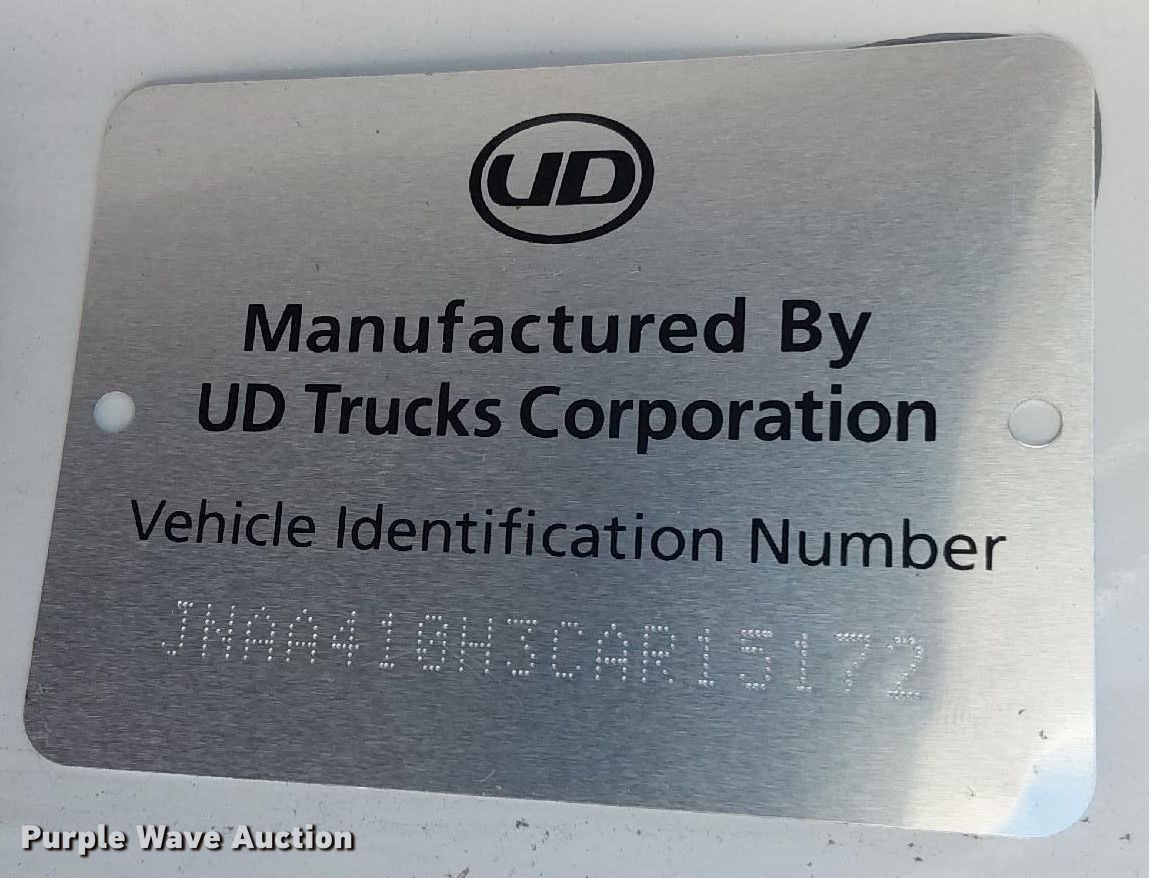 UD
Manufactured By
UD Trucks Corporation
Vehicle Identification Number
JNAA410H3CAR15172
Purple Wave Auction